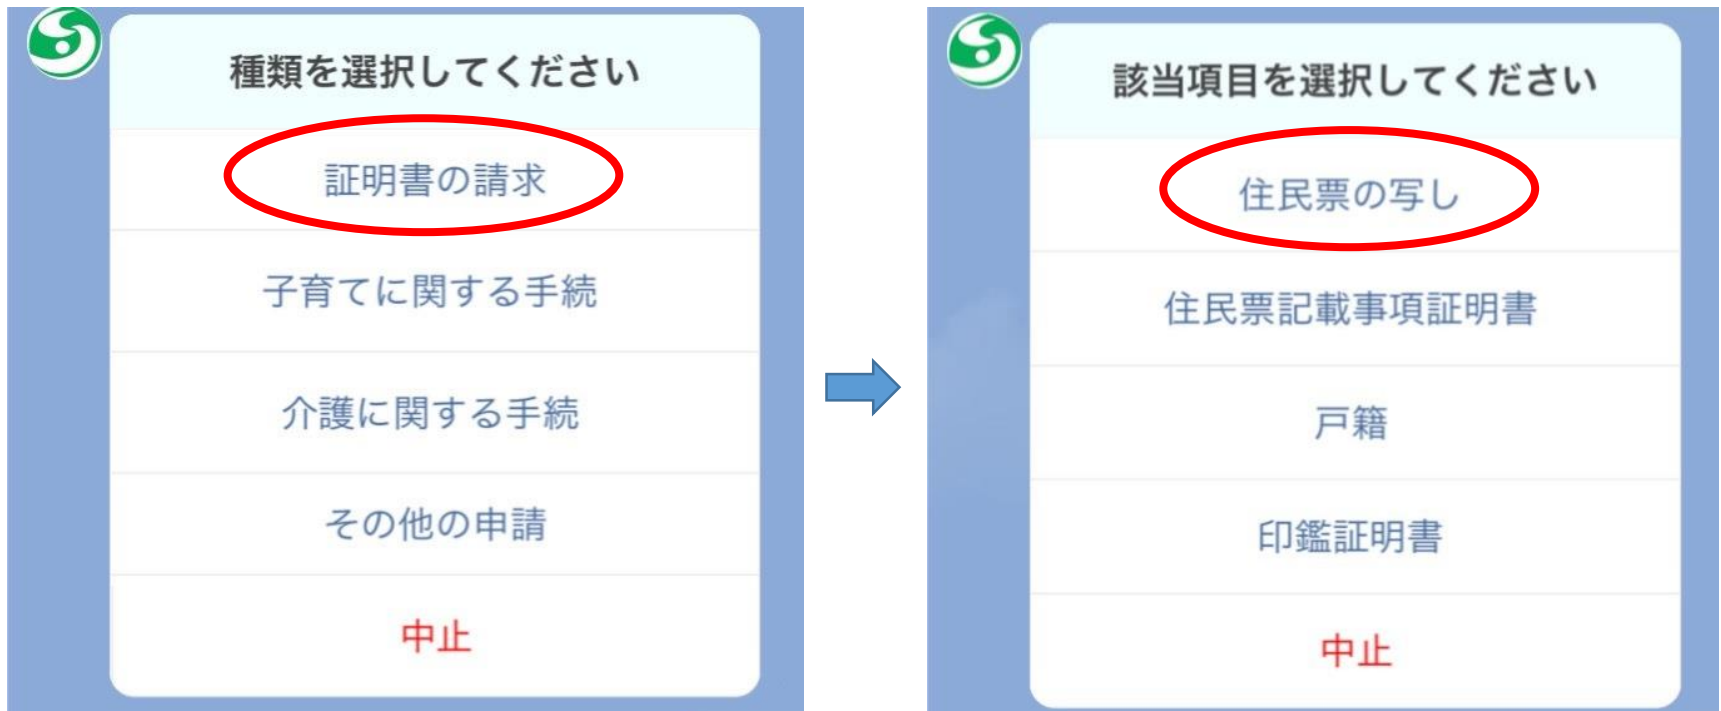 種類を選択してください
証明書の請求
子育てに関する手続
介護に関する手続
その他の申請
中止
該当項目を選択してください
住民票の写し
住民票記載事項証明書
戸籍
印鑑証明書
中止